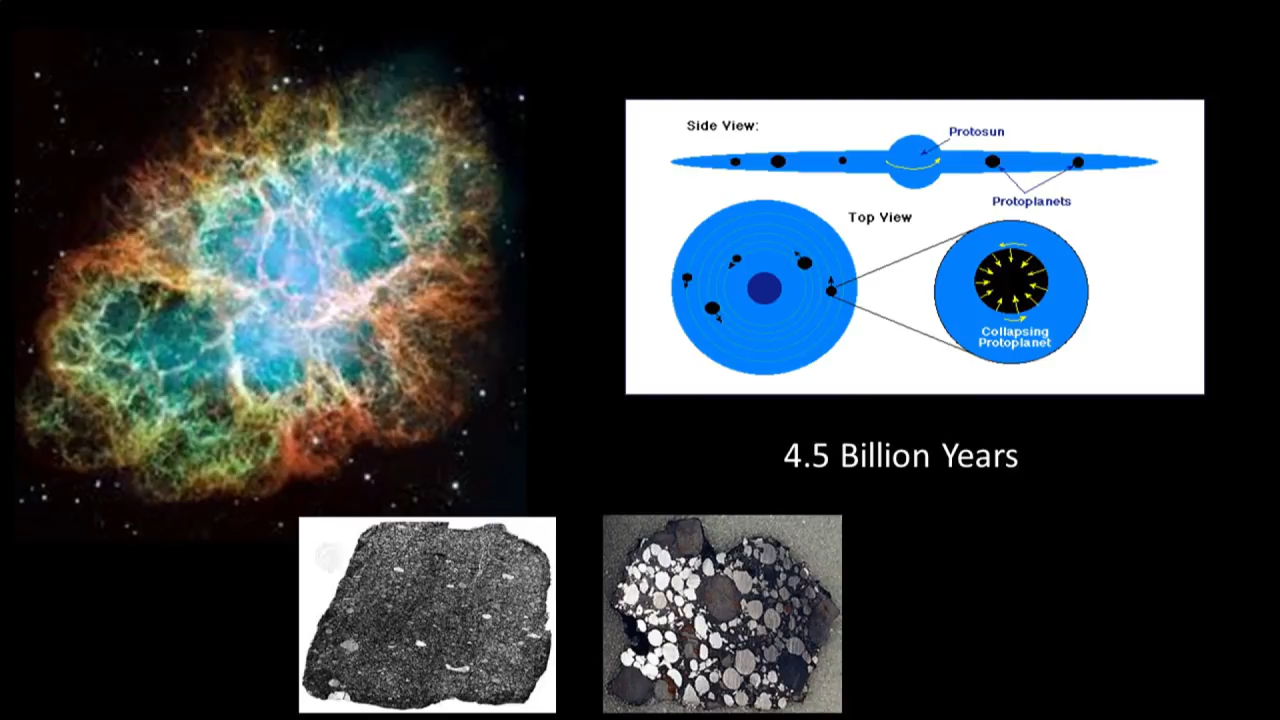 Side View:
Protosun
Protoplanets
Top View
Collapsing
Protoplanet
4.5 Billion Years